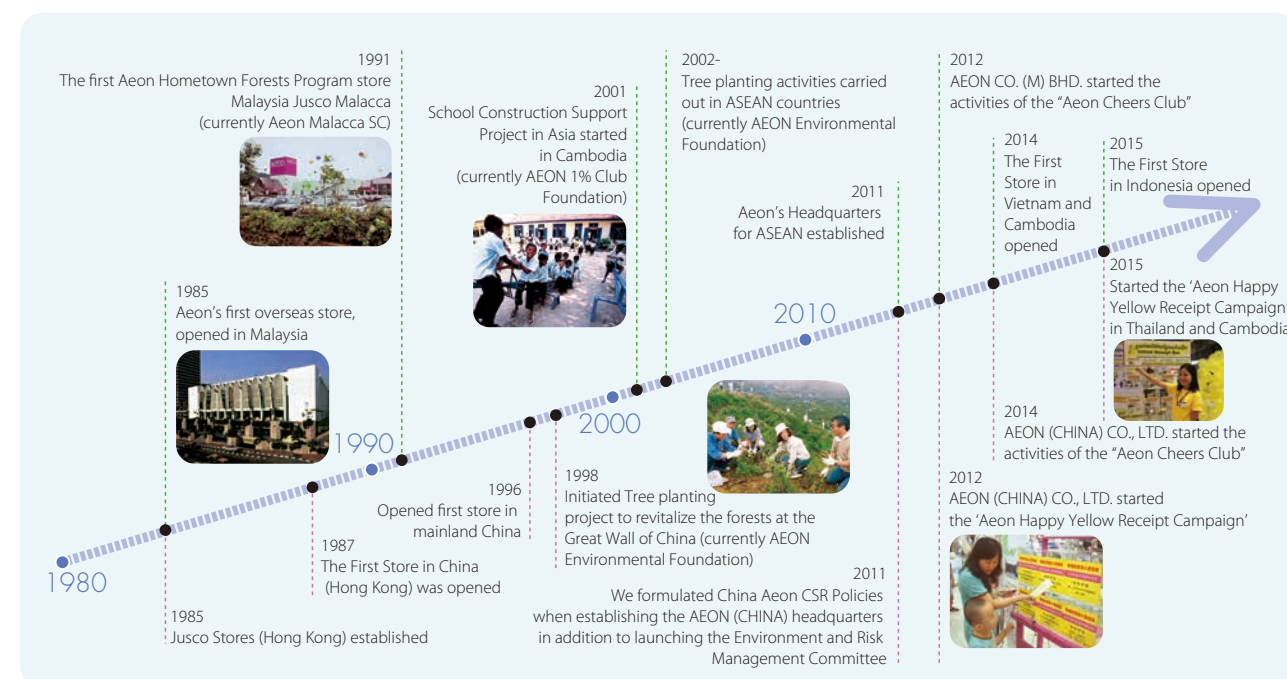 1991
The first Aeon Hometown Forests Program store
Malaysia Jusco Malacca
(currently Aeon Malacca SC)
2001
School Construction Support
Project in Asia started
in Cambodia
(currently AEON 1% Club
Foundation)
2002-
Tree planting activities carried
out in ASEAN countries
(currently AEON Environmental
Foundation)
2012
AEON CO. (M) BHD. started the
activities of the “Aeon Cheers Club”
2014
The First
Store in
Vietnam and
Cambodia
opened
2015
The First Store
in Indonesia opened
2011
Aeon’s Headquarters
for ASEAN established
1985
Aeon’s first overseas store,
opened in Malaysia
2015
Started the ‘Aeon Happy
Yellow Receipt Campaign’
in Thailand and Cambodia
1980
1990
2000
2010
1985
Jusco Stores (Hong Kong) established
1987
The First Store in China
(Hong Kong) was opened
1996
Opened first store in
mainland China
1998
Initiated Tree planting
project to revitalize the forests at the
Great Wall of China (currently AEON
Environmental Foundation)
2011
We formulated China Aeon CSR Policies
when establishing the AEON (CHINA) headquarters
in addition to launching the Environment and Risk
Management Committee
2014
AEON (CHINA) CO., LTD. started the
activities of the “Aeon Cheers Club”
2012
AEON (CHINA) CO., LTD. started
the ‘Aeon Happy Yellow Receipt Campaign’